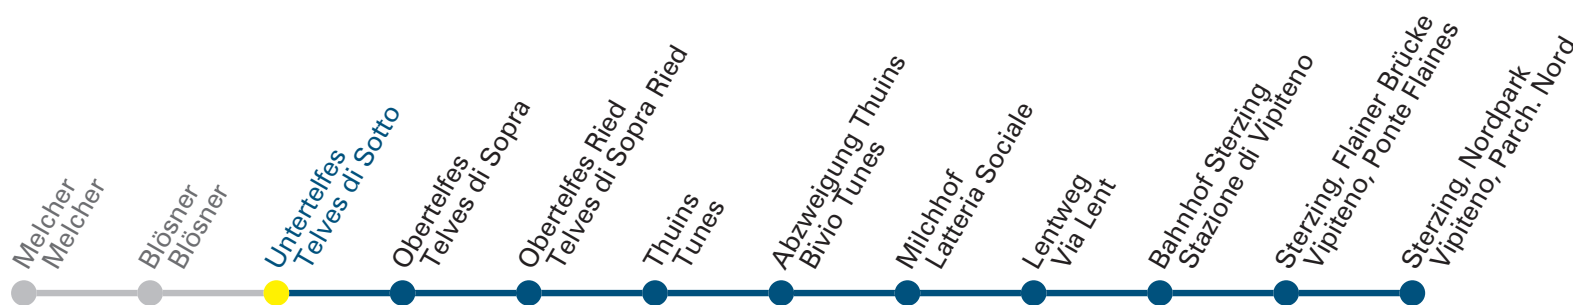 Melcher
Melcher
Blösner
Blösner
Untertelfes
Telves di Sotto
Obertelfes
Telves di Sopra
Obertelfes Ried
Telves di Sopra Ried
Thuins
Tunes
Abzweigung Thuins
Bivio Tunes
Milchhof
Latteria Sociale
Lentweg
Via Lent
Bahnhof Sterzing
Stazione di Vipiteno
Sterzing, Flainer Brücke
Vipiteno, Ponte Flaines
Sterzing, Nordpark
Vipiteno, Parch. Nord